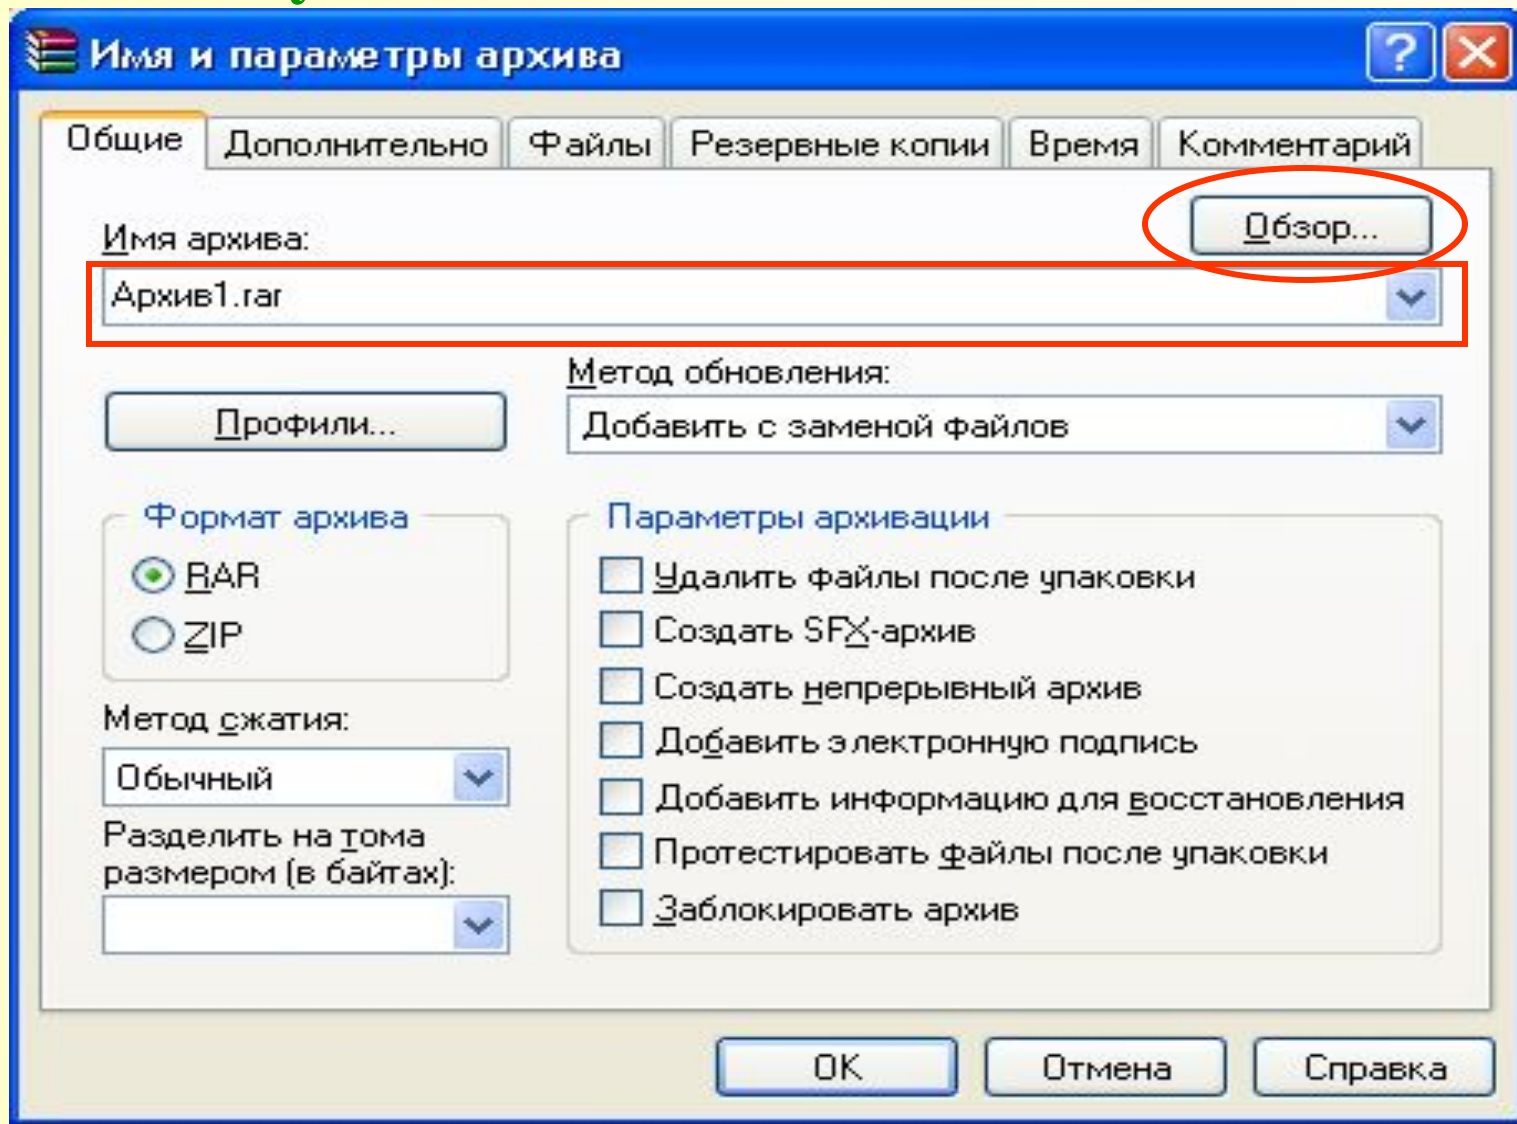 Имя и параметры архива
Общие Дополнительно Файлы Резервные копии Время Комментарий
Обзор...
Имя архива:
Архив1.rar
Метод обновления:
Профили...
Добавить с заменой файлов
Формат архива
RAR
ZIP
Метод сжатия:
Обычный
Разделить на тома
размером (в байтах):
Параметры архивации
Удалить файлы после упаковки
Создать SFX-архив
Создать непрерывный архив
Добавить электронную подпись
Добавить информацию для восстановления
Протестировать файлы после упаковки
Заблокировать архив
OK Отмена Справка